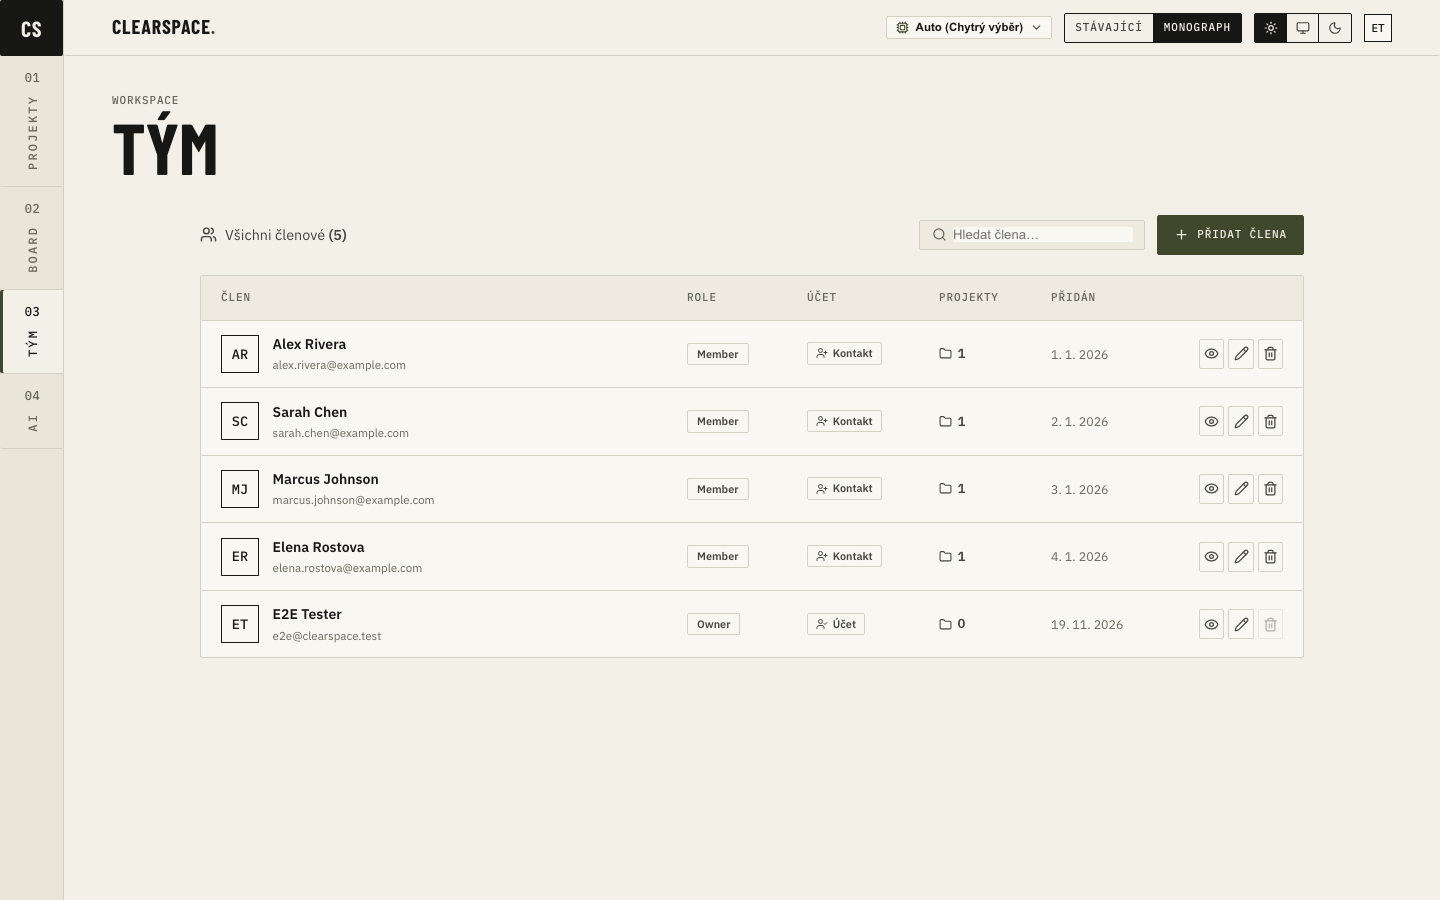 CS
CLEARSPACE.
Auto (Chytrý výběr)
STÁVAJÍCÍ MONOGRAPH
ET
01 PROJEKTY
02 BOARD
03 TÝM
04 AI
WORKSPACE
TÝM
Všichni členové (5)
Hledat člena...
+ PŘIDAT ČLENA
ČLEN ROLE ÚČET PROJEKTY PŘIDÁN
AR Alex Rivera Member Kontakt 1 1. 1. 2026
alex.rivera@example.com
SC Sarah Chen Member Kontakt 1 2. 1. 2026
sarah.chen@example.com
MJ Marcus Johnson Member Kontakt 1 3. 1. 2026
marcus.johnson@example.com
ER Elena Rostova Member Kontakt 1 4. 1. 2026
elena.rostova@example.com
ET E2E Tester Owner Účet 0 19. 11. 2026
e2e@clearspace.test